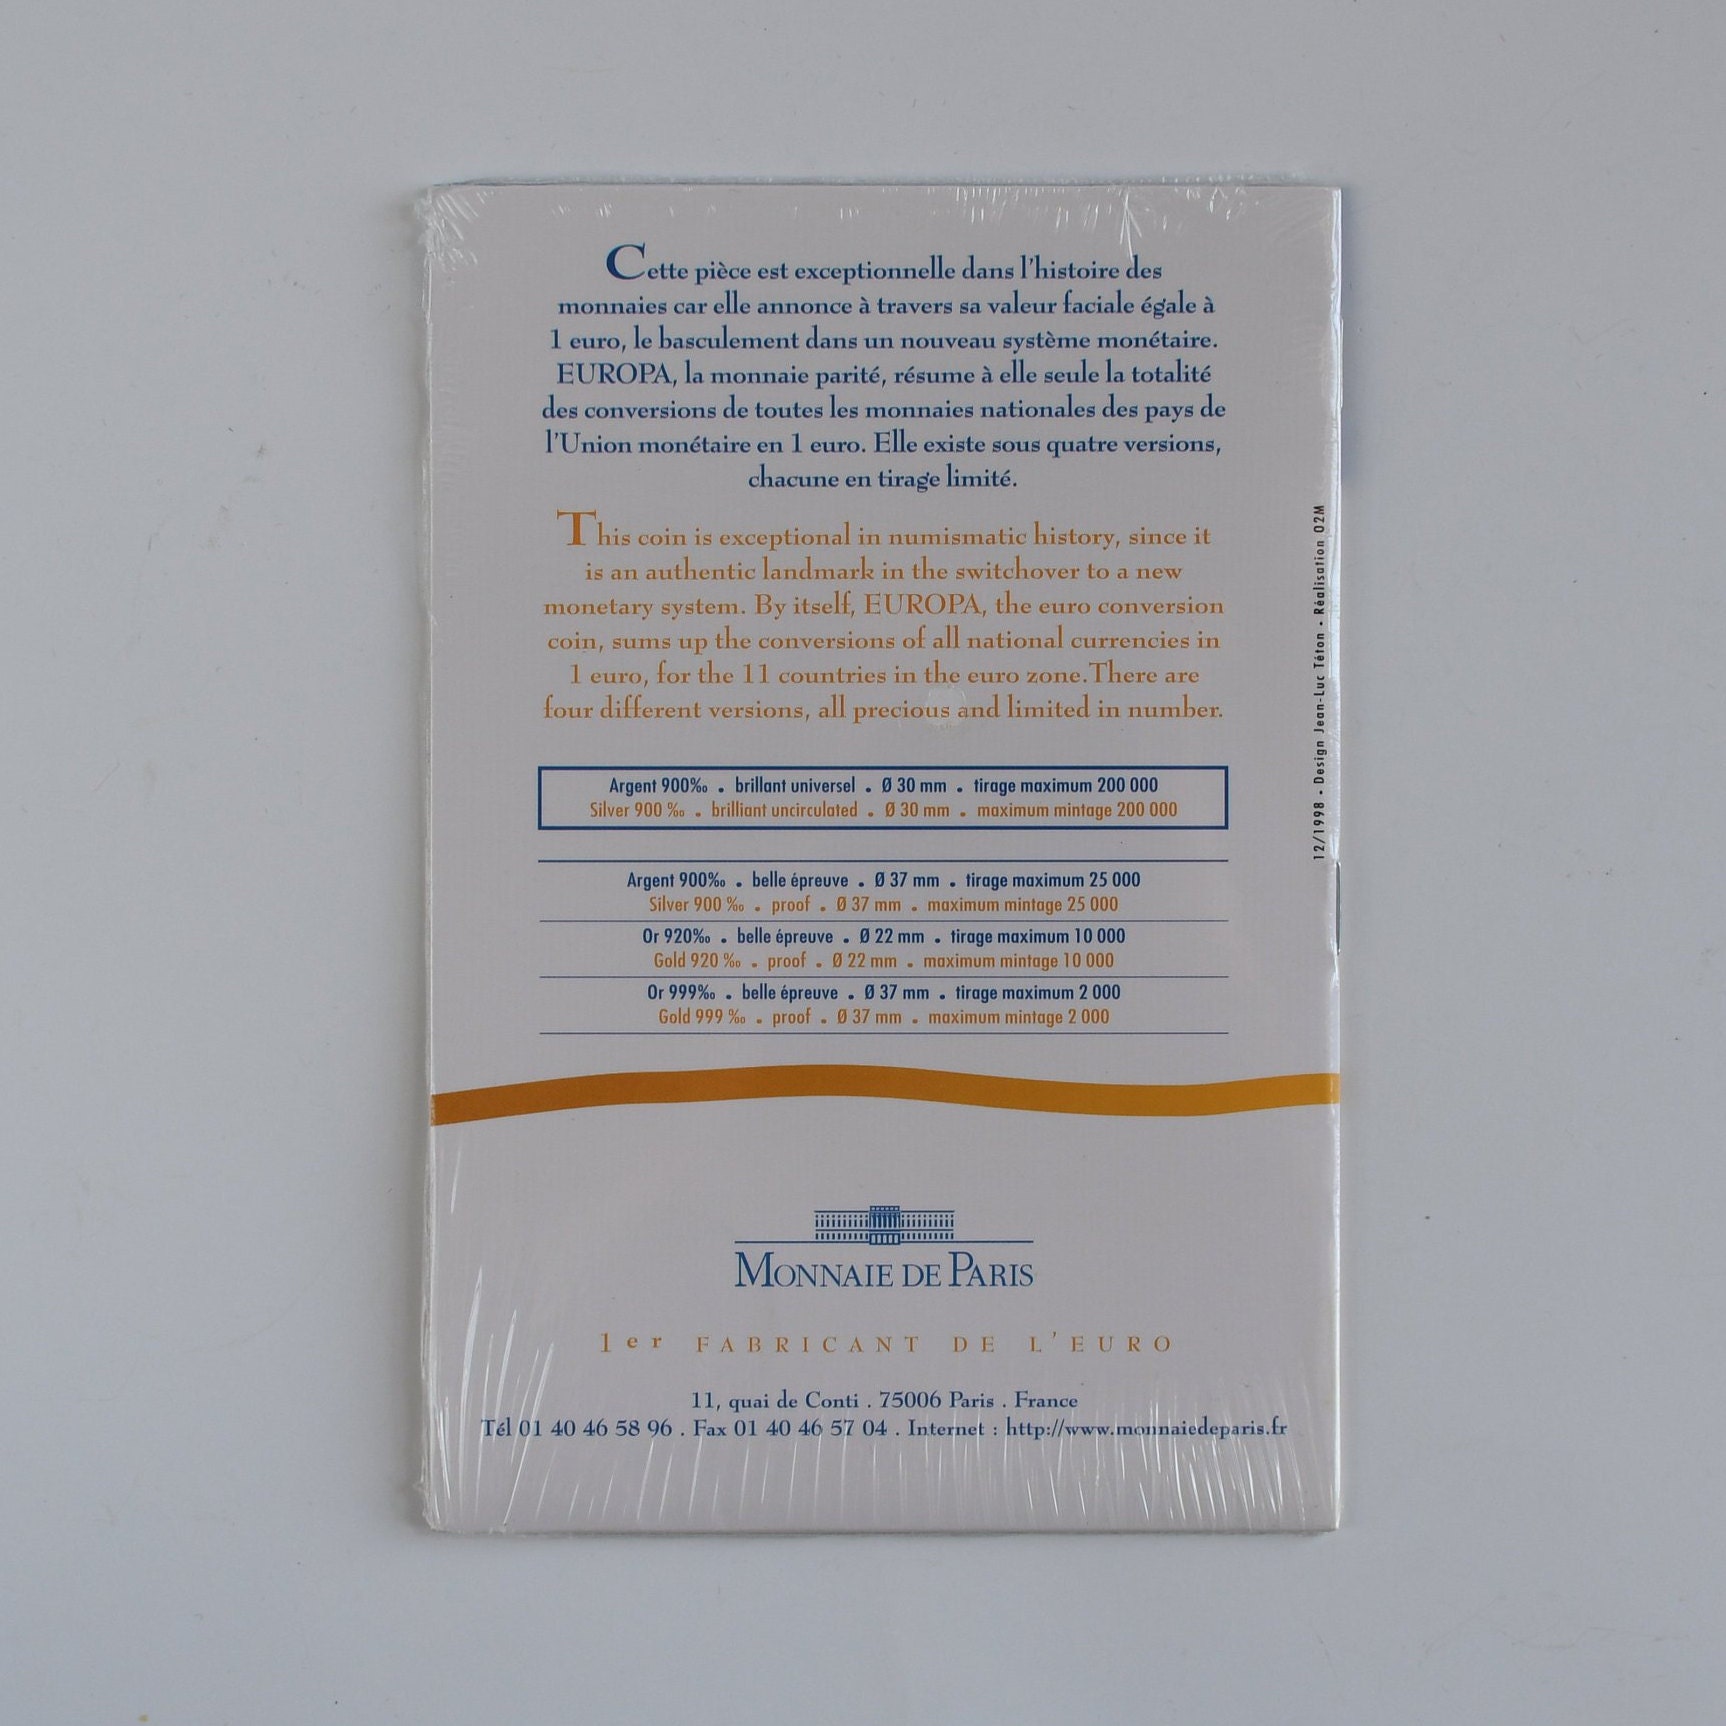 Cette pièce est exceptionnelle dans l'histoire des
monnaies car elle annonce à travers sa valeur faciale égale à
1 euro, le basculement dans un nouveau système monétaire.
EUROPA, la monnaie parité, résume à elle seule la totalité
des conversions de toutes les monnaies nationales des pays de
l'Union monétaire en 1 euro. Elle existe sous quatre versions,
chacune en tirage limité.
This coin is exceptional in numismatic history, since it
is an authentic landmark in the switchover to a new
monetary system. By itself, EUROPA, the euro conversion
coin, sums up the conversions of all national currencies in
1 euro, for the 11 countries in the euro zone.There are
four different versions, all precious and limited in number.
Argent 900‰ . brillant universel . Ø 30 mm . tirage maximum 200 000
Silver 900 ‰ . brilliant uncirculated . Ø 30 mm . maximum mintage 200 000
Argent 900‰ . belle épreuve . Ø 37 mm . tirage maximum 25 000
Silver 900 ‰ . proof . Ø 37 mm . maximum mintage 25 000
Or 920‰ . belle épreuve . Ø 22 mm . tirage maximum 10 000
Gold 920 ‰ . proof . Ø 22 mm . maximum mintage 10 000
Or 999‰ . belle épreuve . Ø 37 mm . tirage maximum 2 000
Gold 999 ‰ . proof . Ø 37 mm . maximum mintage 2 000
MONNAIE DE PARIS
1er FABRICANT DE L'EURO
11, quai de Conti . 75006 Paris . France
Tél 01 40 46 58 96 . Fax 01 40 46 57 04 . Internet : http://www.monnaiedeparis.fr
12/1998 • Design Jean-Luc Téton • Réalisation O2M